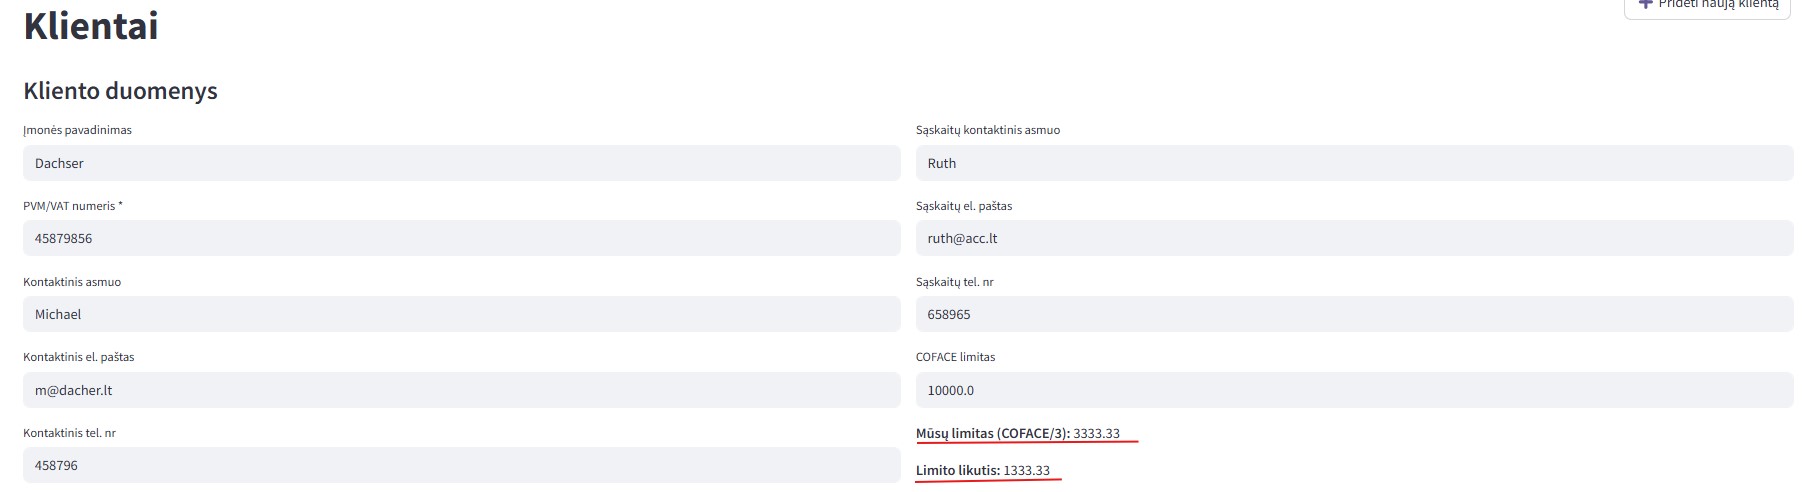 Klientai
Pridėti naują klientą
Kliento duomenys
Įmonės pavadinimas
Dachser
PVM/VAT numeris *
45879856
Kontaktinis asmuo
Michael
Kontaktinis el. paštas
m@dacher.lt
Kontaktinis tel. nr
458796
Sąskaitų kontaktinis asmuo
Ruth
Sąskaitų el. paštas
ruth@acc.lt
Sąskaitų tel. nr
658965
COFACE limitas
10000.0
Mūsų limitas (COFACE/3): 3333.33
Limito likutis: 1333.33